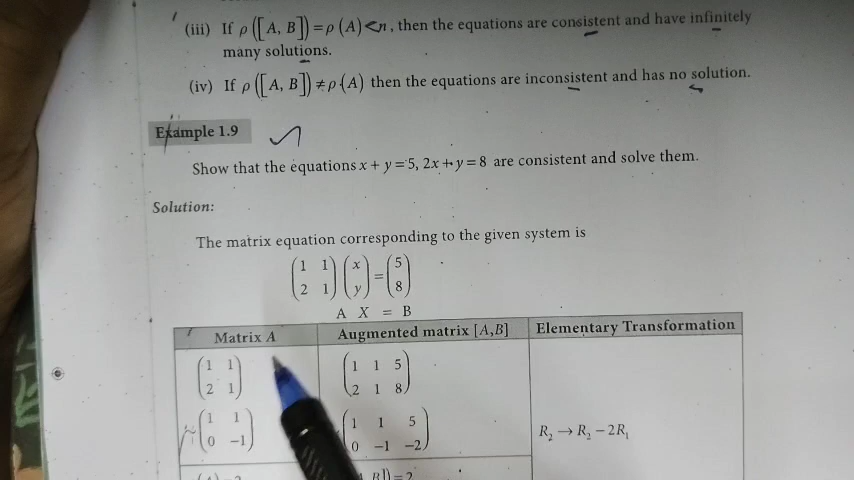 (iii) If ρ([A, B]) = ρ(A) < n, then the equations are consistent and have infinitely
many solutions.
(iv) If ρ([A, B]) ≠ ρ(A) then the equations are inconsistent and has no solution.
Example 1.9
Show that the equations x + y = 5, 2x + y = 8 are consistent and solve them.
Solution:
The matrix equation corresponding to the given system is
(1 1) (x) = (5)
(2 1) (y) (8)
A X = B
Matrix A Augmented matrix [A,B] Elementary Transformation
(1 1) (1 1 5)
(2 1) (2 1 8)
~ (1 1) (1 1 5)
(0 −1) (0 −1 −2) R₂ → R₂ − 2R₁
B]) = 2